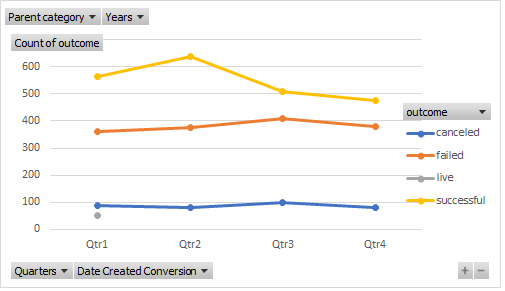 Parent category Years
Count of outcome
600
500
400
300
200
100
0
Qtr1 Qtr2 Qtr3 Qtr4
outcome
canceled
failed
live
successful
Quarters Date Created Conversion